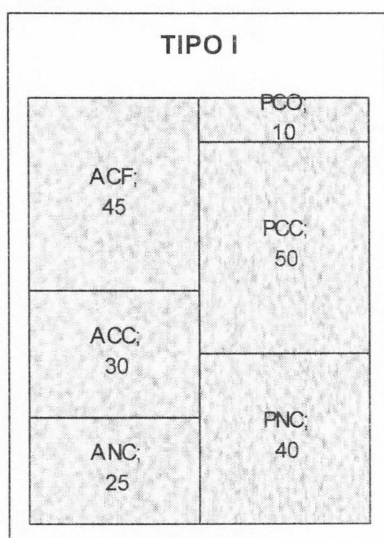 TIPO I
ACF;
45
ACC;
30
ANC;
25
PCO;
10
PCC;
50
PNC;
40